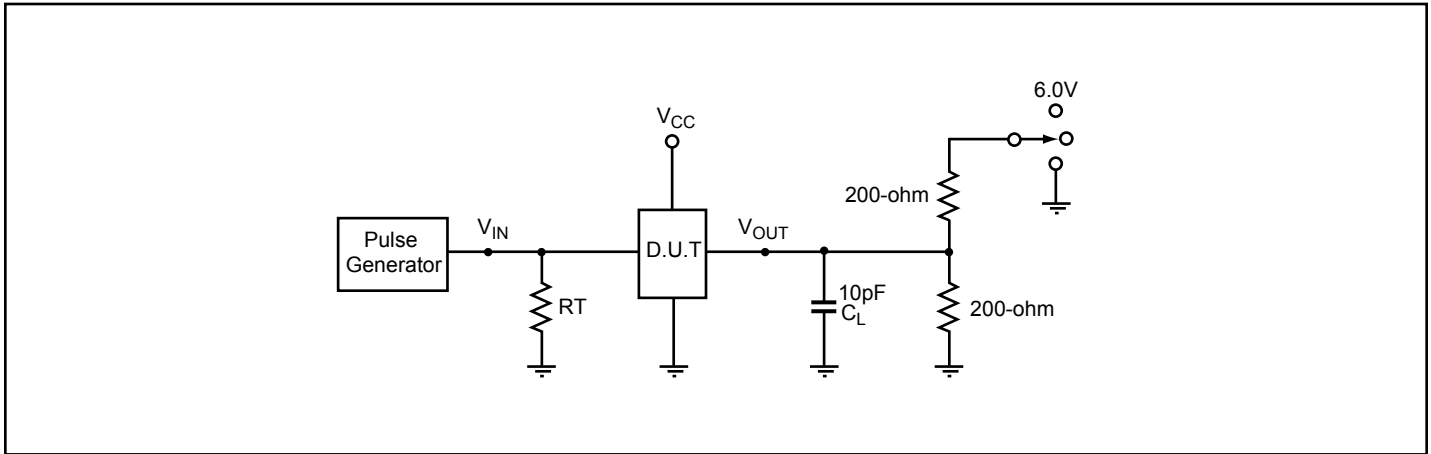 6.0V
V_CC
200-ohm
Pulse
Generator
V_IN
D.U.T
V_OUT
RT
10pF
C_L
200-ohm